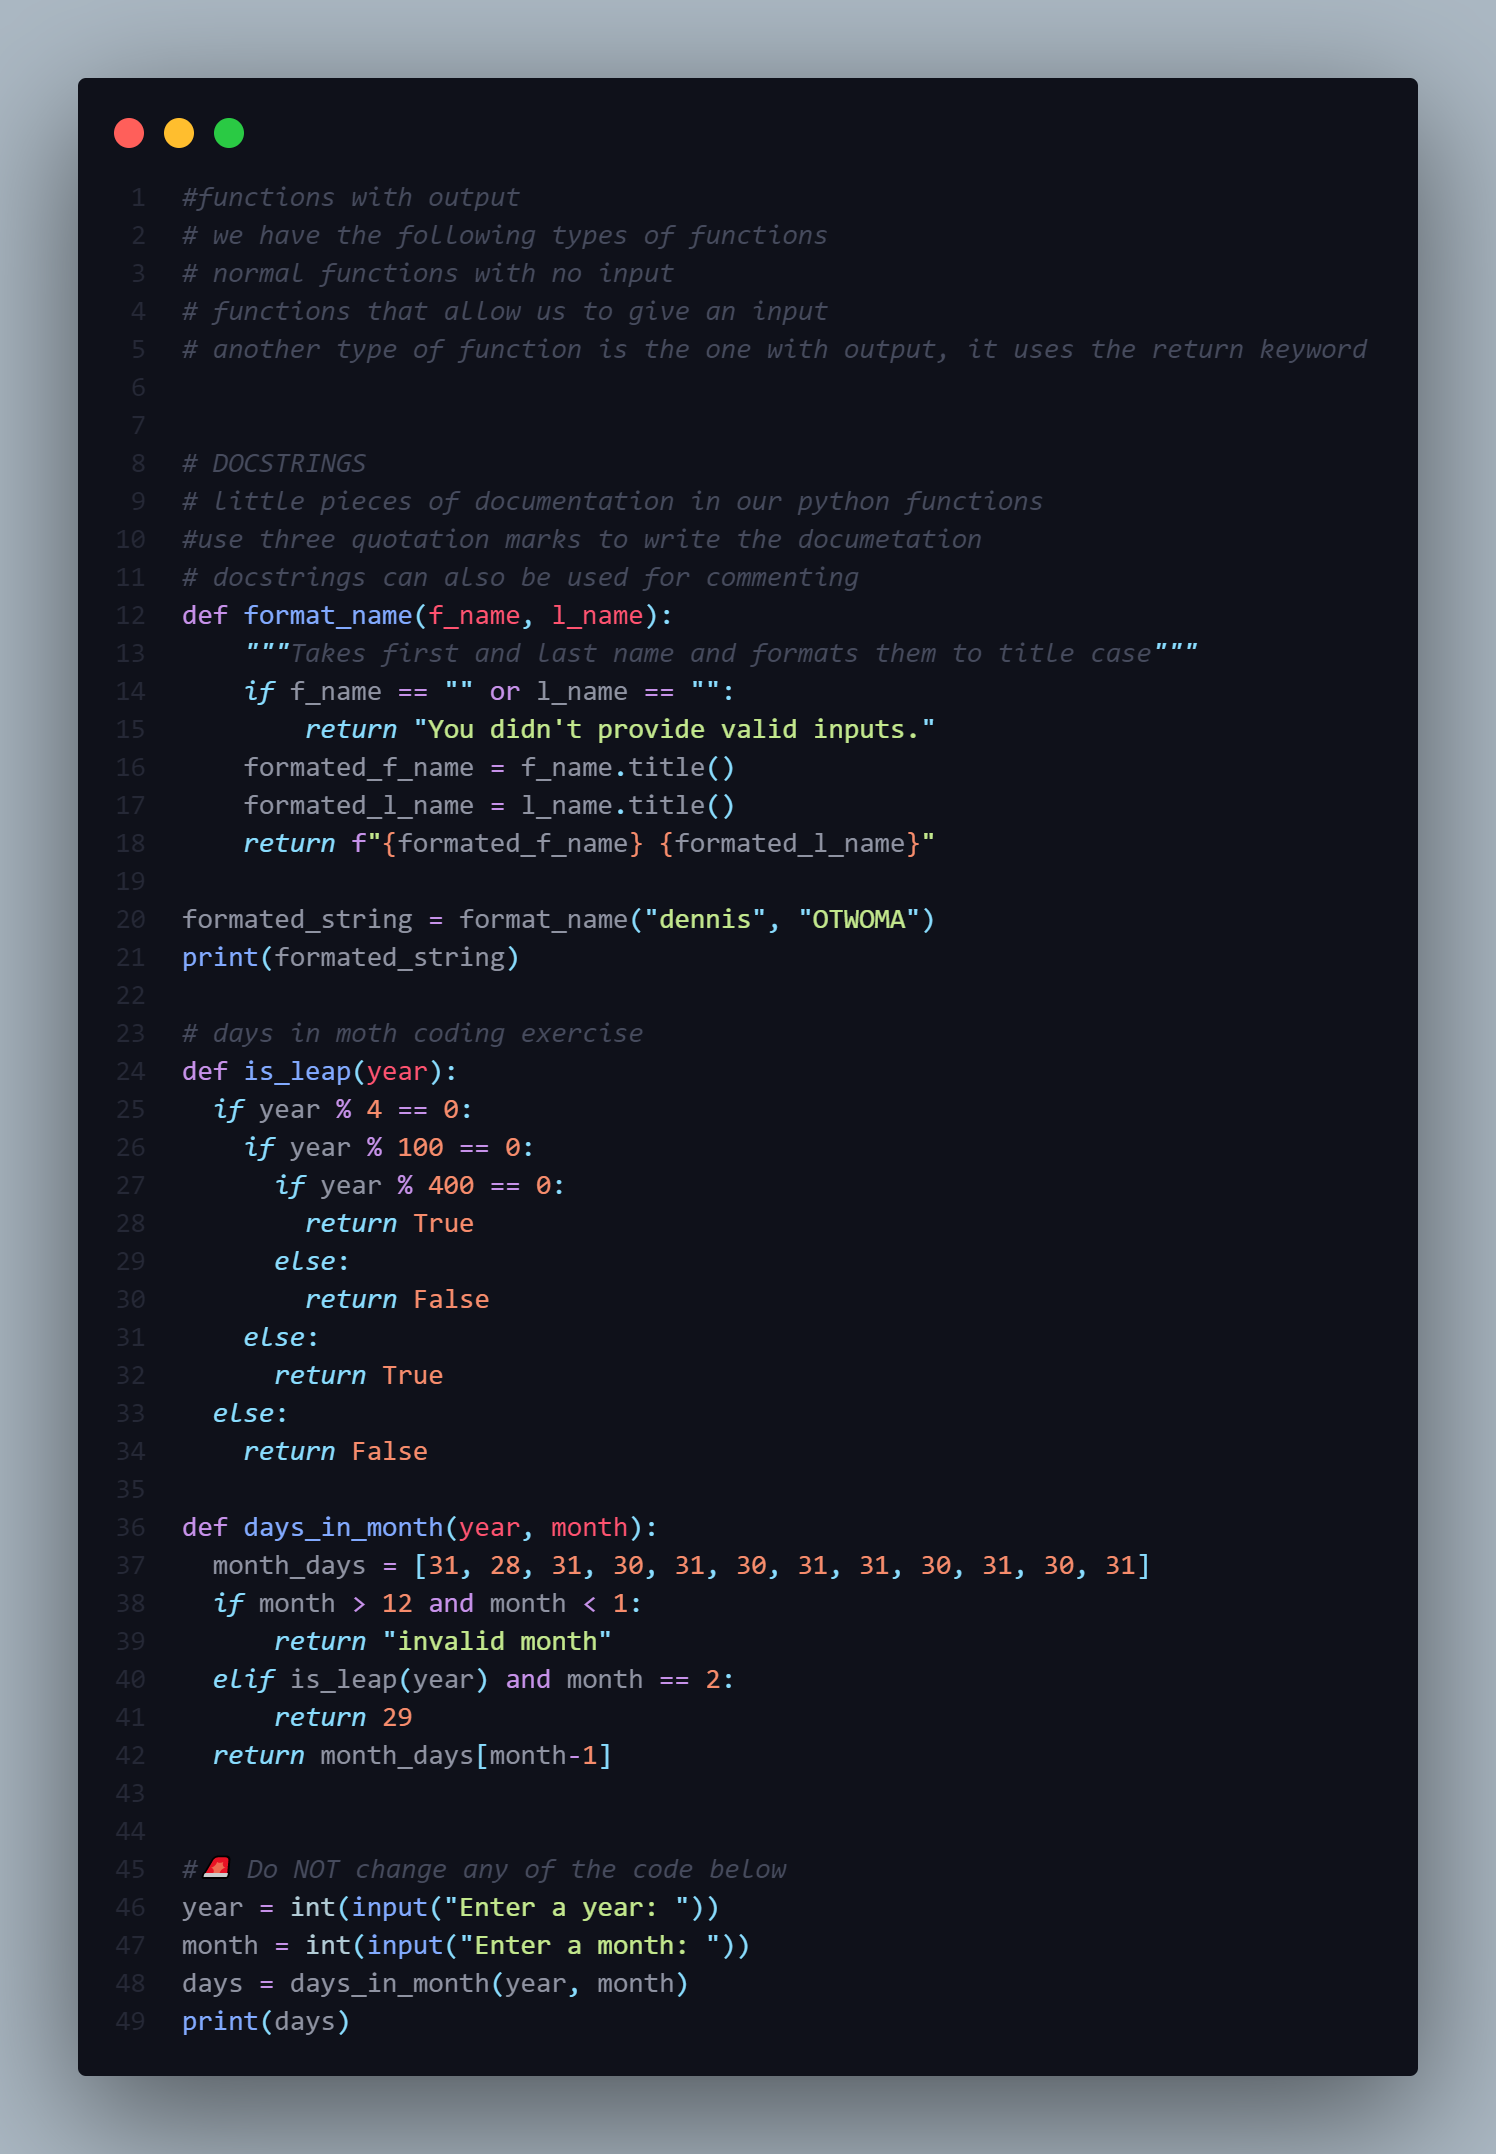 1 #functions with output
2 # we have the following types of functions
3 # normal functions with no input
4 # functions that allow us to give an input
5 # another type of function is the one with output, it uses the return keyword
6
7
8 # DOCSTRINGS
9 # little pieces of documentation in our python functions
10 #use three quotation marks to write the documetation
11 # docstrings can also be used for commenting
12 def format_name(f_name, l_name):
13     """Takes first and last name and formats them to title case"""
14     if f_name == "" or l_name == "":
15         return "You didn't provide valid inputs."
16     formated_f_name = f_name.title()
17     formated_l_name = l_name.title()
18     return f"{formated_f_name} {formated_l_name}"
19
20 formated_string = format_name("dennis", "OTWOMA")
21 print(formated_string)
22
23 # days in moth coding exercise
24 def is_leap(year):
25   if year % 4 == 0:
26     if year % 100 == 0:
27       if year % 400 == 0:
28         return True
29       else:
30         return False
31     else:
32       return True
33   else:
34     return False
35
36 def days_in_month(year, month):
37   month_days = [31, 28, 31, 30, 31, 30, 31, 31, 30, 31, 30, 31]
38   if month > 12 and month < 1:
39       return "invalid month"
40   elif is_leap(year) and month == 2:
41       return 29
42   return month_days[month-1]
43
44
45 #🚨 Do NOT change any of the code below
46 year = int(input("Enter a year: "))
47 month = int(input("Enter a month: "))
48 days = days_in_month(year, month)
49 print(days)